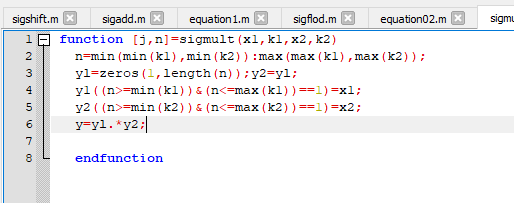 sigshift.m sigadd.m equation1.m sigflod.m equation02.m sigmu
1 function [j,n]=sigmult(x1,k1,x2,k2)
2 n=min(min(k1),min(k2)):max(max(k1),max(k2));
3 y1=zeros(1,length(n));y2=y1;
4 y1((n>=min(k1))&(n<=max(k1))==1)=x1;
5 y2((n>=min(k2))&(n<=max(k2))==1)=x2;
6 y=y1.*y2;
7
8 endfunction